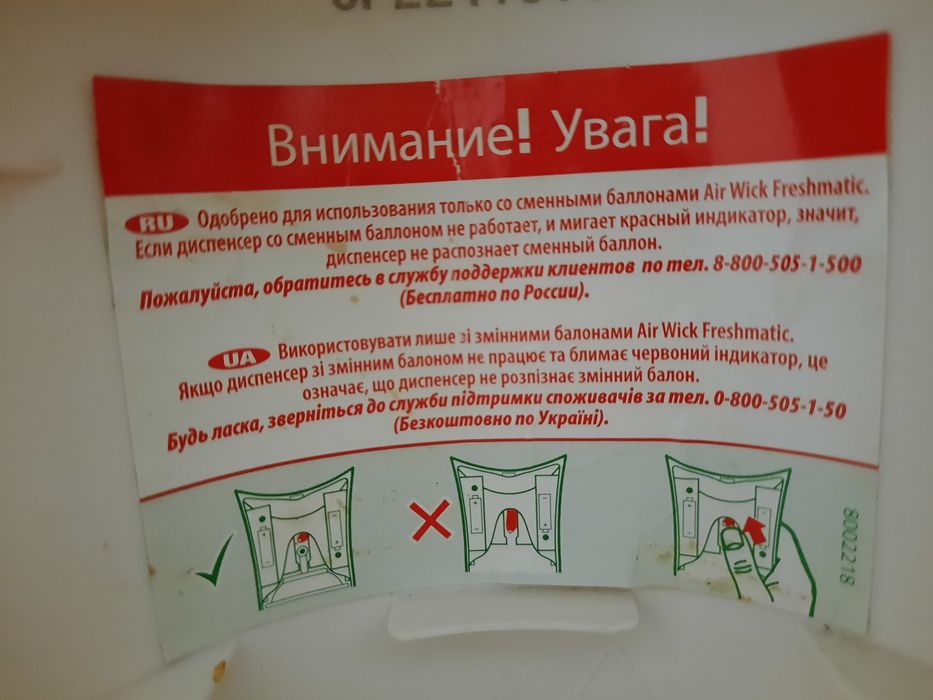 Внимание! Увага!
RU Одобрено для использования только со сменными баллонами Air Wick Freshmatic.
Если диспенсер со сменным баллоном не работает, и мигает красный индикатор, значит,
диспенсер не распознает сменный баллон.
Пожалуйста, обратитесь в службу поддержки клиентов по тел. 8-800-505-1-500
(Бесплатно по России).
UA Використовувати лише зі змінними балонами Air Wick Freshmatic.
Якщо диспенсер зі змінним балоном не працює та блимає червоний індикатор, це
означає, що диспенсер не розпізнає змінний балон.
Будь ласка, зверніться до служби підтримки споживачів за тел. 0-800-505-1-50
(Безкоштовно по Україні).
8002218